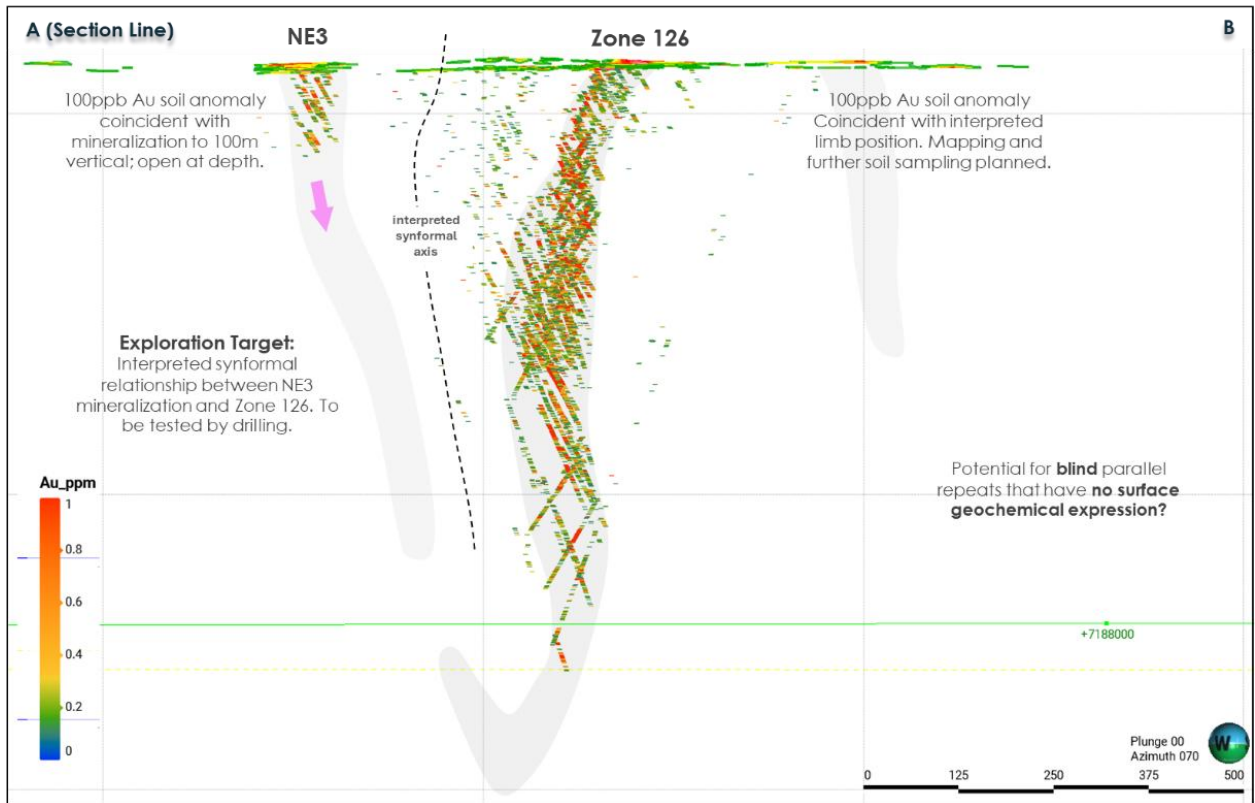 A (Section Line)
NE3
Zone 126
B
100ppb Au soil anomaly
coincident with
mineralization to 100m
vertical; open at depth.
100ppb Au soil anomaly
Coincident with interpreted
limb position. Mapping and
further soil sampling planned.
interpreted
synformal
axis
Exploration Target:
Interpreted synformal
relationship between NE3
mineralization and Zone 126. To
be tested by drilling.
Potential for blind parallel
repeats that have no surface
geochemical expression?
Au_ppm
1
0.8
0.6
0.4
0.2
0
+7188000
Plunge 00
Azimuth 070
W
0 125 250 375 500